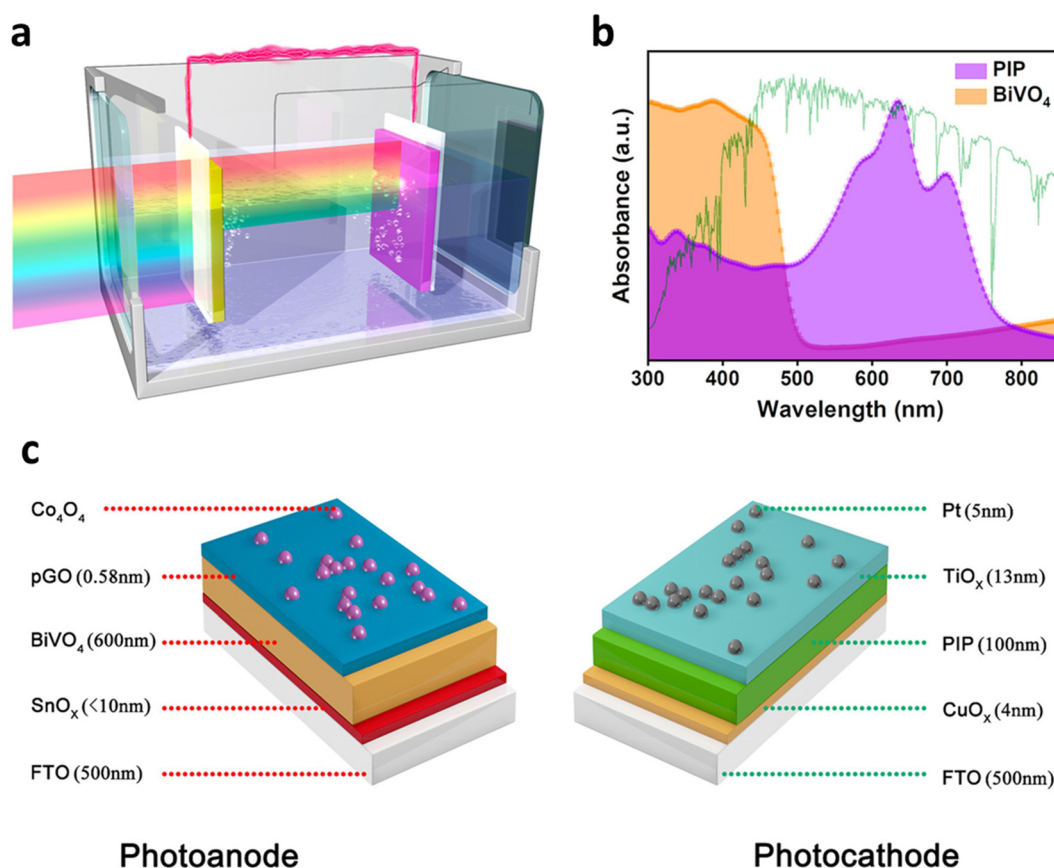 a
b
PIP
BiVO₄
Absorbance (a.u.)
300 400 500 600 700 800
Wavelength (nm)
c
Co₄O₄
pGO (0.58nm)
BiVO₄ (600nm)
SnOₓ (<10nm)
FTO (500nm)
Photoanode
Pt (5nm)
TiOₓ (13nm)
PIP (100nm)
CuOₓ (4nm)
FTO (500nm)
Photocathode